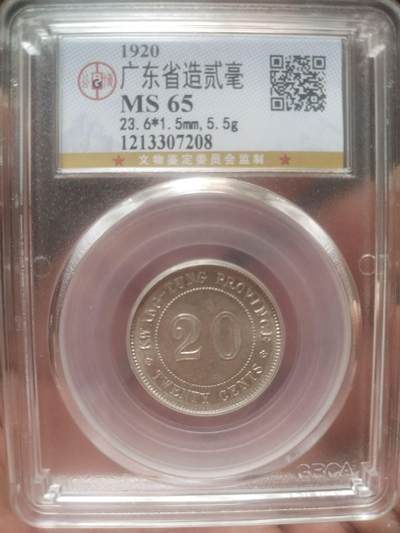 1920
广东省造贰毫
MS 65
23.6*1.5mm,5.5g
★ 文物鉴定委员会监制 ★
1213307208
KWANG-TUNG PROVINCE
20
TWENTY CENTS
GBCA